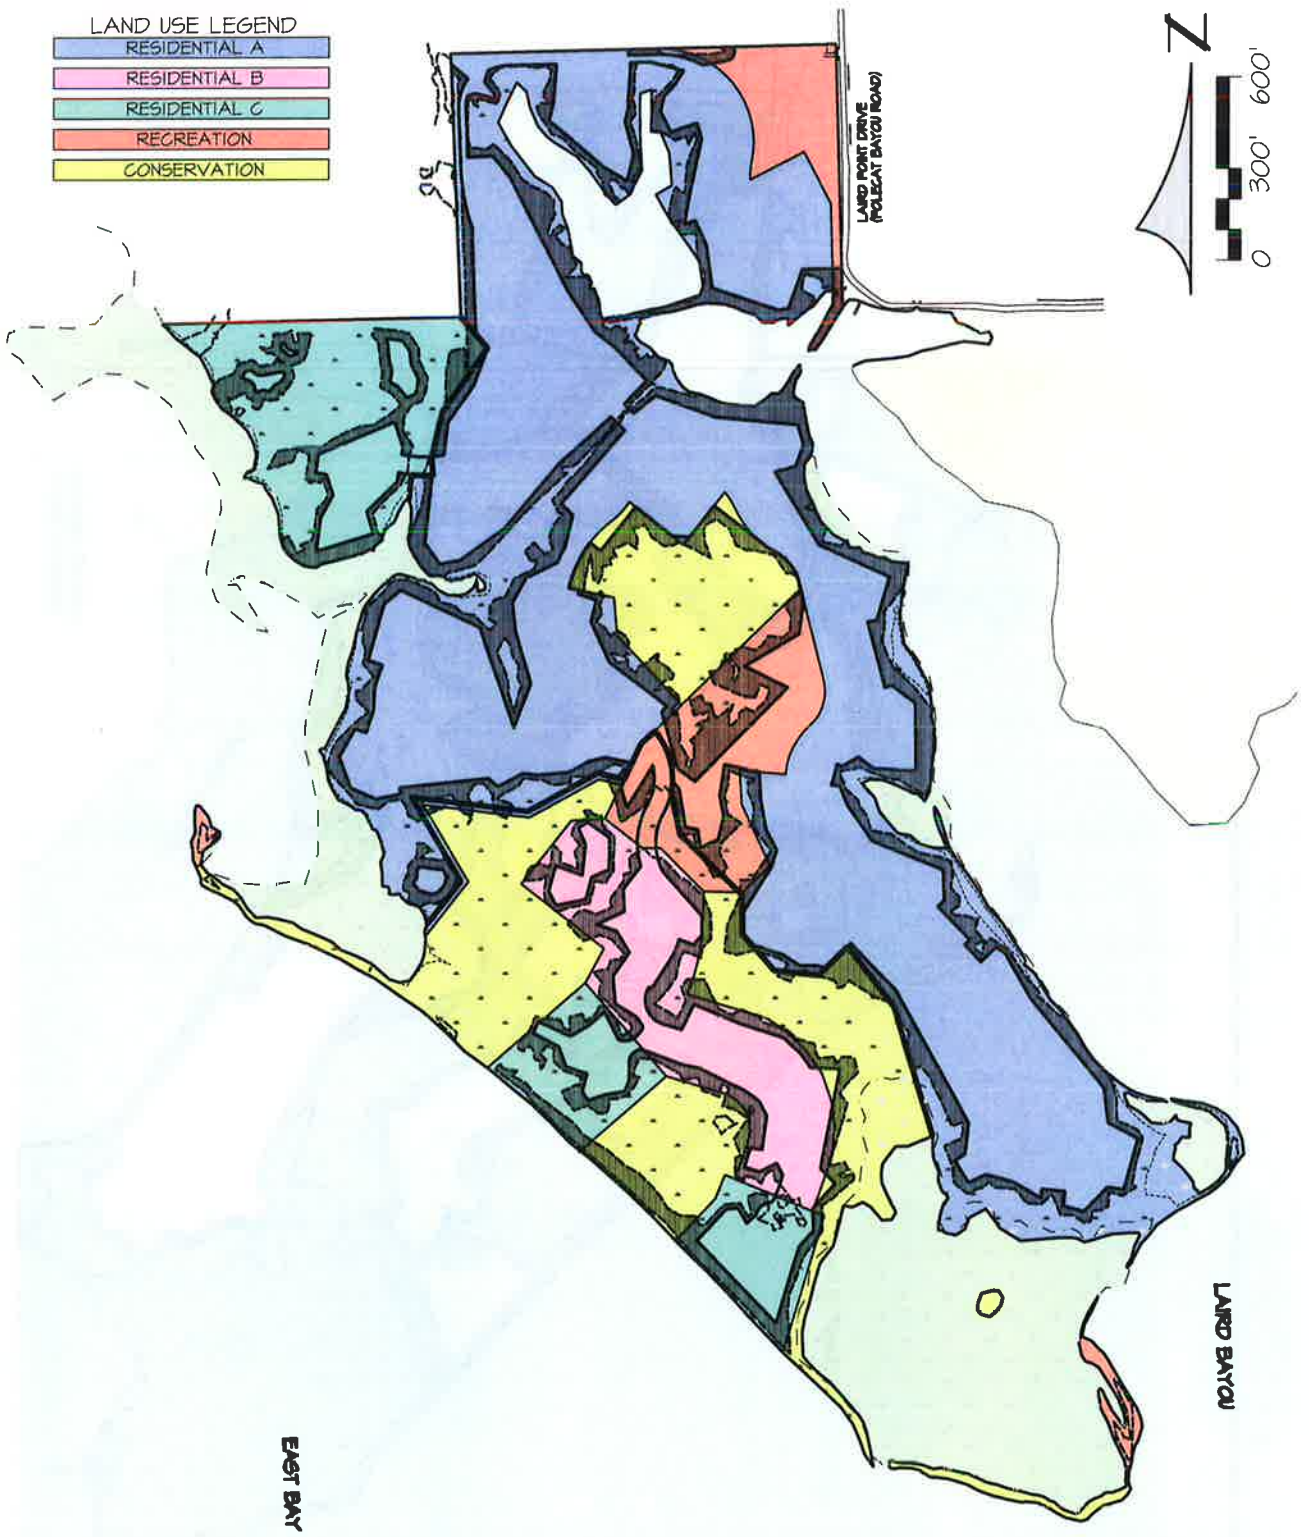 LAND USE LEGEND
RESIDENTIAL A
RESIDENTIAL B
RESIDENTIAL C
RECREATION
CONSERVATION
LAIRD POINT DRIVE
(POLECAT BAYOU ROAD)
N
0 300' 600'
LAIRD BAYOU
EAST BAY